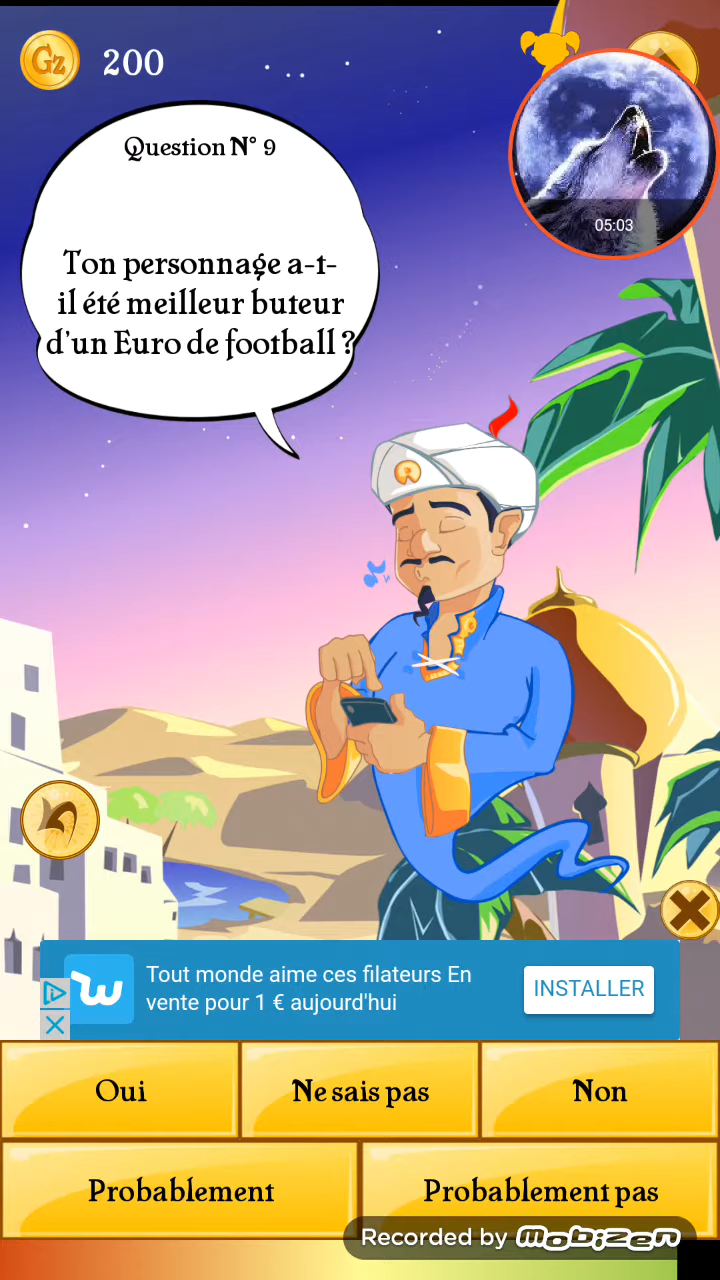 Gz 200
Question N° 9
Ton personnage a-t-
il été meilleur buteur
d'un Euro de football ?
05:03
Tout monde aime ces filateurs En
vente pour 1 € aujourd'hui
INSTALLER
Oui
Ne sais pas
Non
Probablement
Probablement pas
Recorded by Mobizen